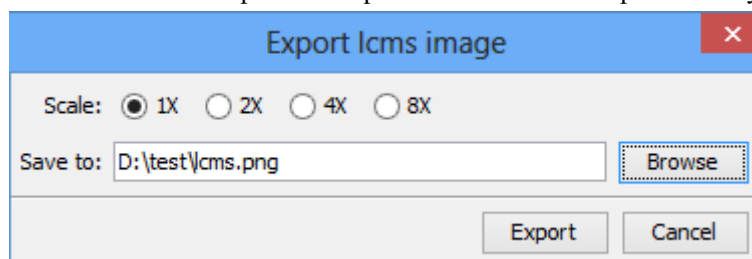 Export lcms image
Scale: 1X 2X 4X 8X
Save to: D:\test\lcms.png Browse
Export Cancel